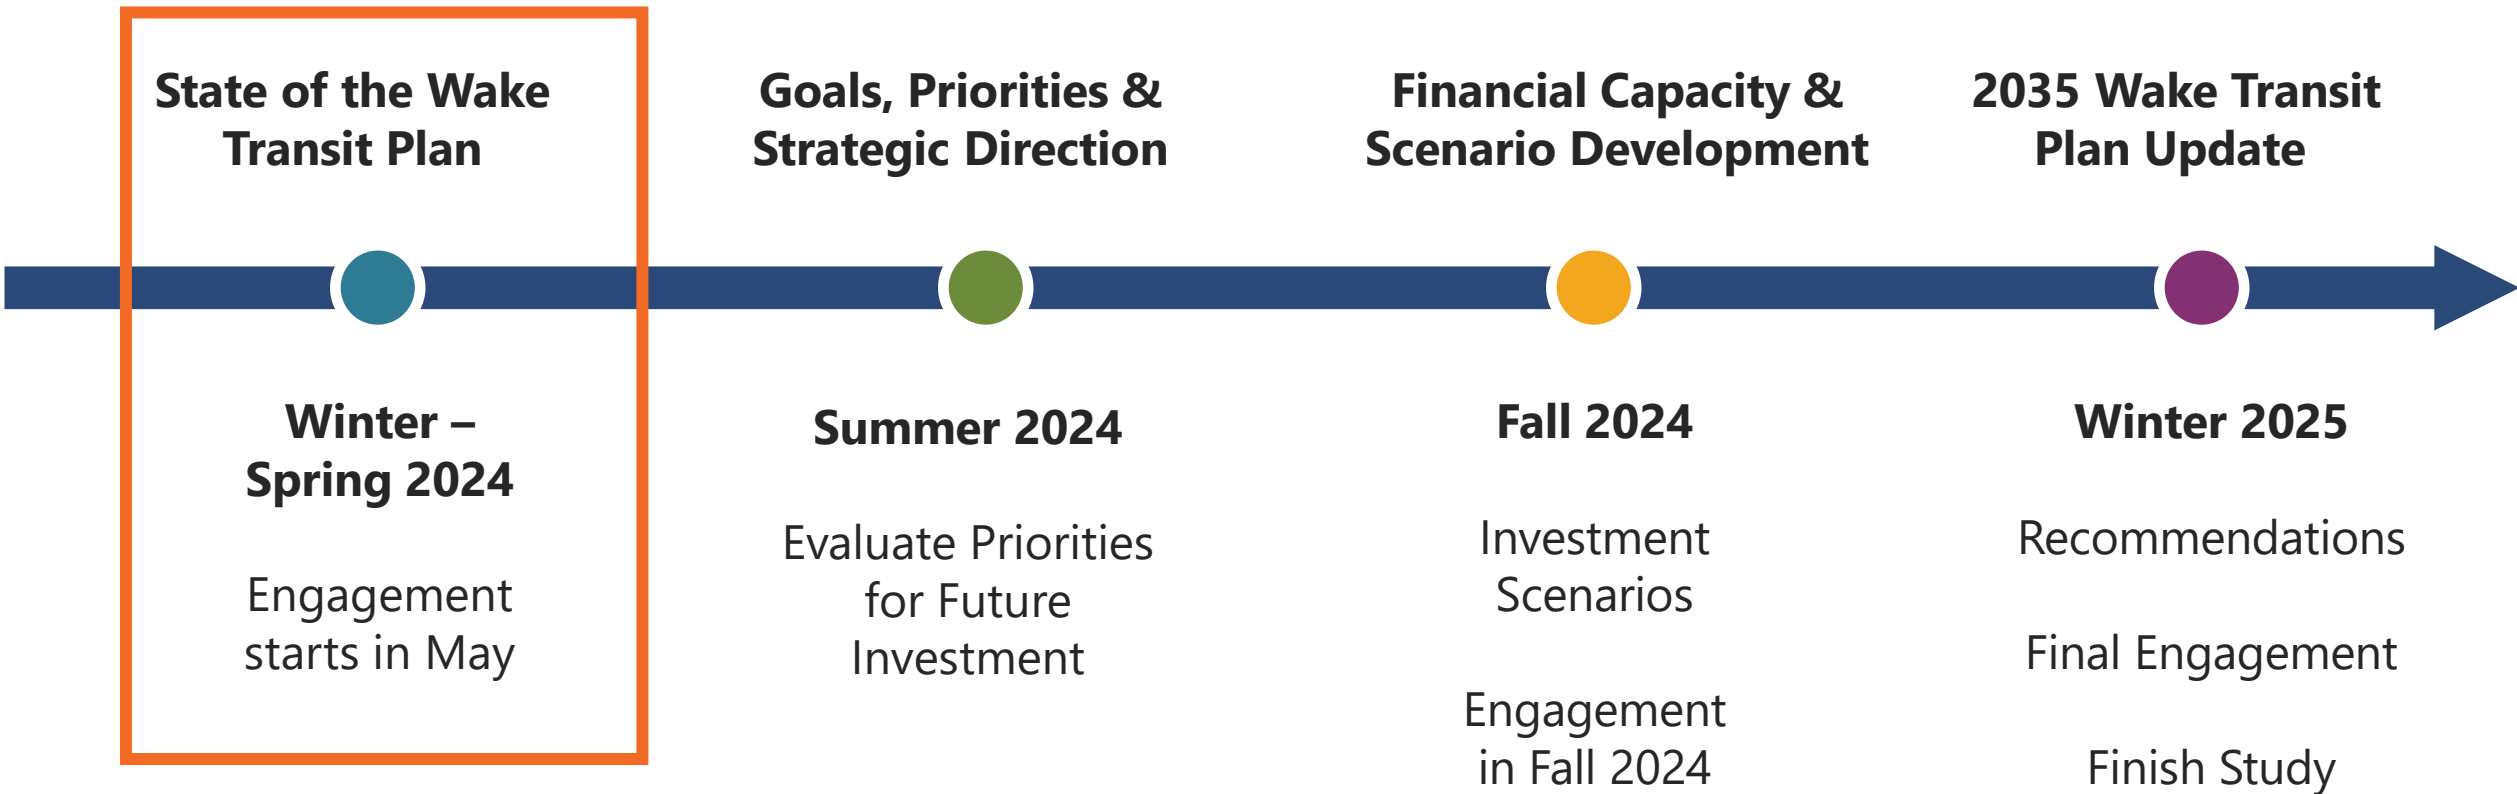 State of the Wake
Transit Plan
Winter –
Spring 2024
Engagement
starts in May
Goals, Priorities &
Strategic Direction
Summer 2024
Evaluate Priorities
for Future
Investment
Financial Capacity &
Scenario Development
Fall 2024
Investment
Scenarios
Engagement
in Fall 2024
2035 Wake Transit
Plan Update
Winter 2025
Recommendations
Final Engagement
Finish Study